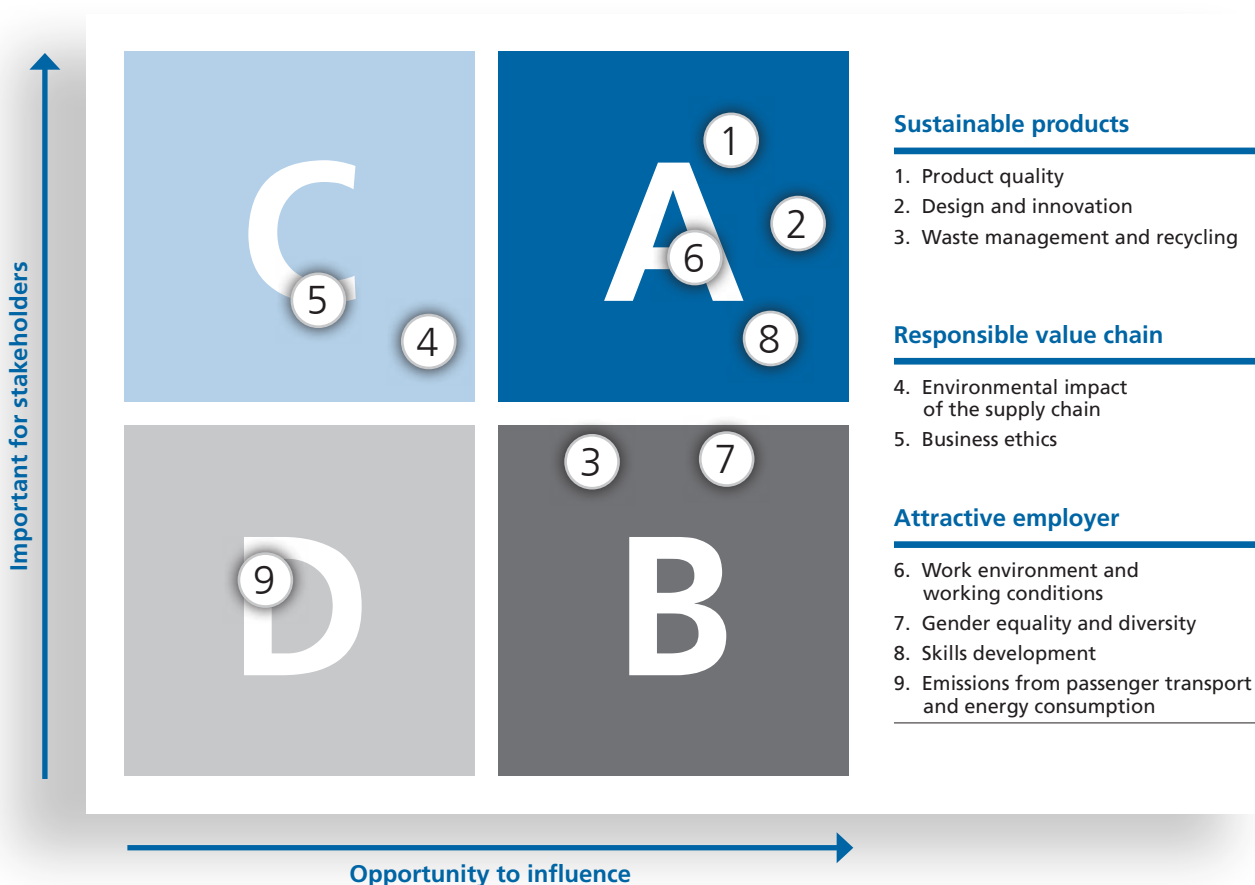 Important for stakeholders
C
A
1
2
6
5
4
8
3
7
D
9
B
Opportunity to influence
Sustainable products
1. Product quality
2. Design and innovation
3. Waste management and recycling
Responsible value chain
4. Environmental impact
of the supply chain
5. Business ethics
Attractive employer
6. Work environment and
working conditions
7. Gender equality and diversity
8. Skills development
9. Emissions from passenger transport
and energy consumption